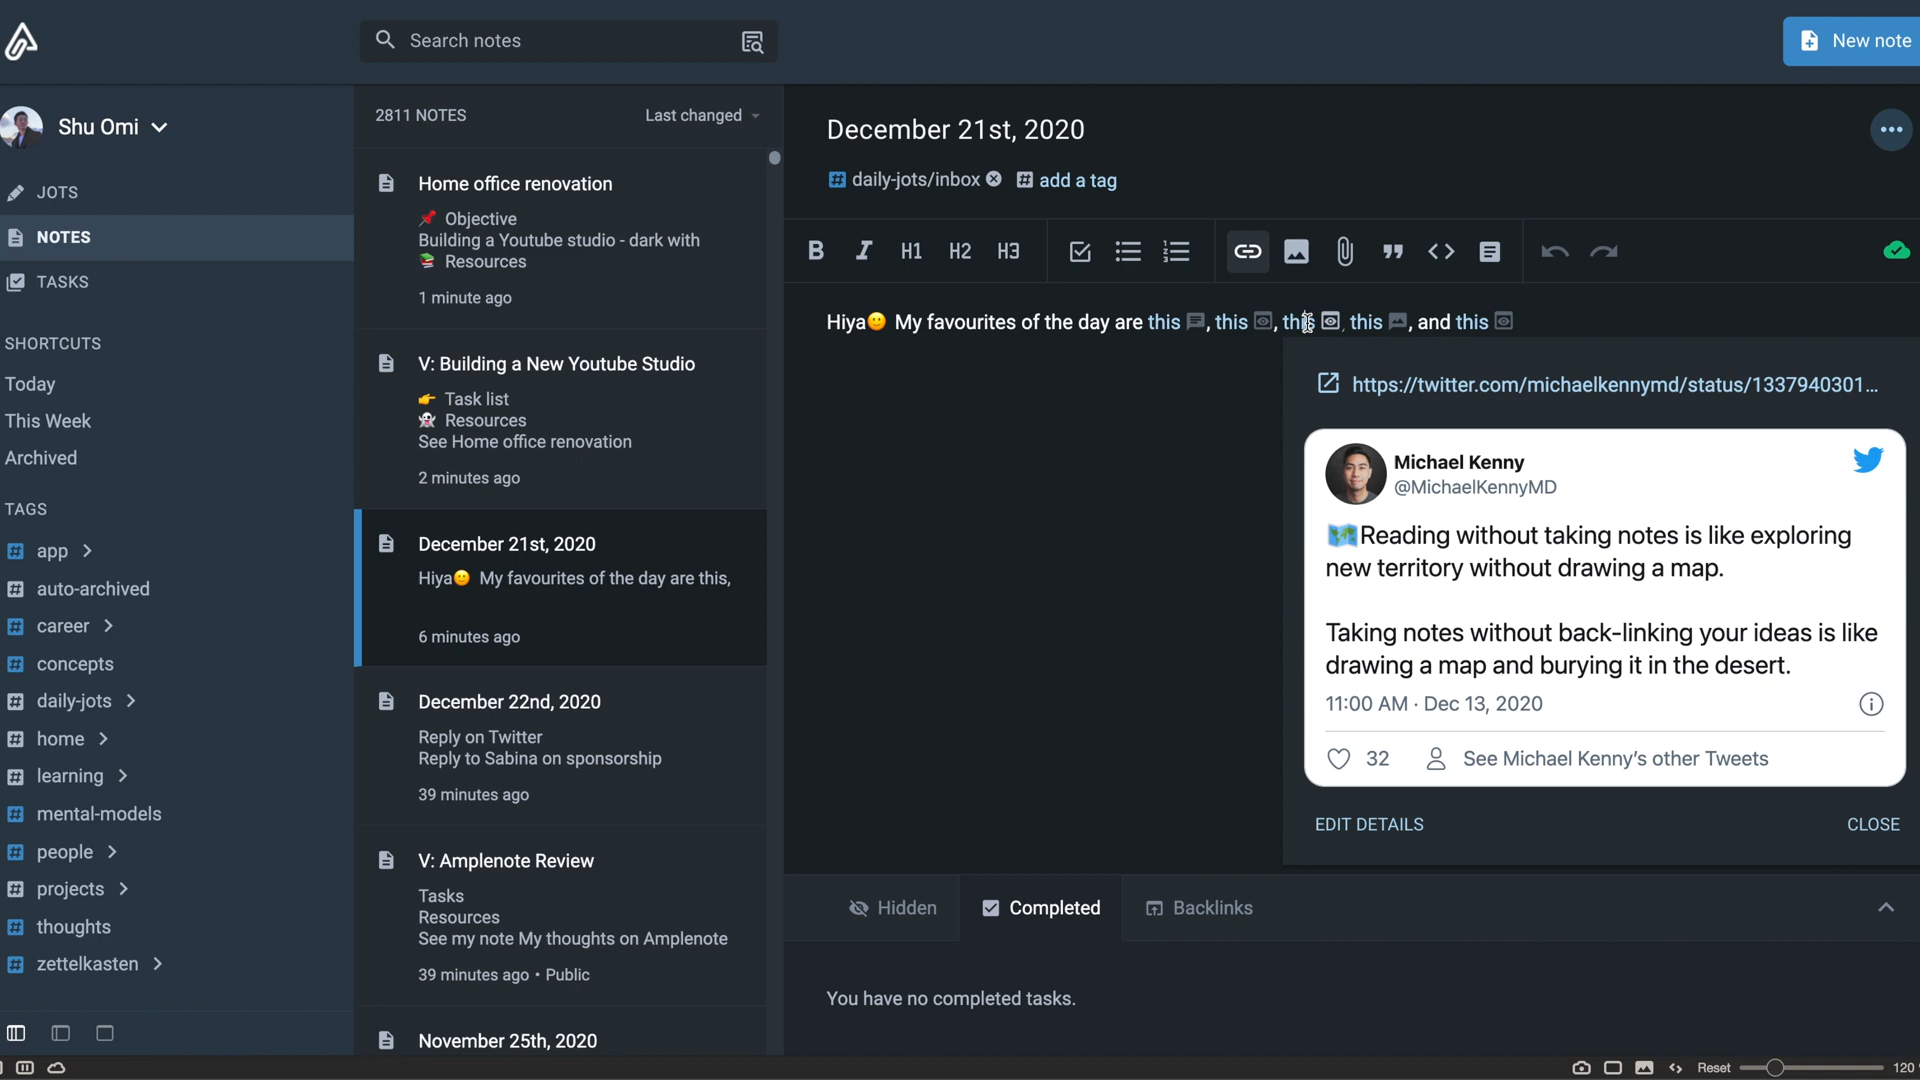 Search notes
New note
Shu Omi
JOTS
NOTES
TASKS
SHORTCUTS
Today
This Week
Archived
TAGS
app
auto-archived
career
concepts
daily-jots
home
learning
mental-models
people
projects
thoughts
zettelkasten
2811 NOTES
Last changed
Home office renovation
📌 Objective
Building a Youtube studio - dark with
📚 Resources
1 minute ago
V: Building a New Youtube Studio
👉 Task list
👻 Resources
See Home office renovation
2 minutes ago
December 21st, 2020
Hiya🙂 My favourites of the day are this,
6 minutes ago
December 22nd, 2020
Reply on Twitter
Reply to Sabina on sponsorship
39 minutes ago
V: Amplenote Review
Tasks
Resources
See my note My thoughts on Amplenote
39 minutes ago • Public
November 25th, 2020
December 21st, 2020
daily-jots/inbox
add a tag
B I H1 H2 H3
Hiya🙂 My favourites of the day are this, this, this, this, and this
https://twitter.com/michaelkennymd/status/1337940301...
Michael Kenny
@MichaelKennyMD
🗺️Reading without taking notes is like exploring
new territory without drawing a map.
Taking notes without back-linking your ideas is like
drawing a map and burying it in the desert.
11:00 AM · Dec 13, 2020
32
See Michael Kenny's other Tweets
EDIT DETAILS
CLOSE
Hidden
Completed
Backlinks
You have no completed tasks.
Reset
120